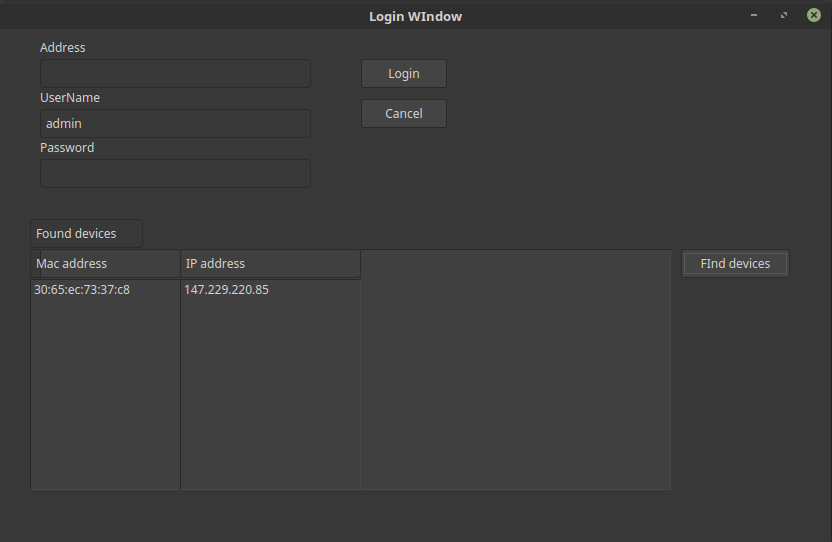 Login WIndow
Address
Login
UserName
admin
Cancel
Password
Found devices
Mac address IP address
FInd devices
30:65:ec:73:37:c8 147.229.220.85